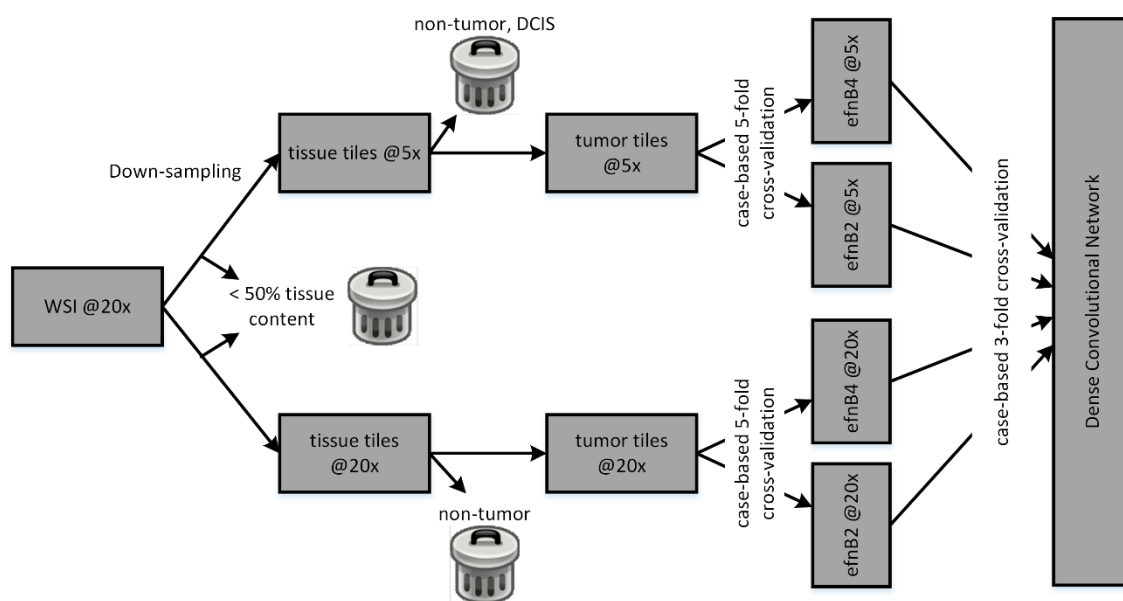 non-tumor, DCIS
Down-sampling
tissue tiles @5x
tumor tiles
@5x
case-based 5-fold
cross-validation
efnB4 @5x
efnB2 @5x
WSI @20x
< 50% tissue
content
case-based 3-fold cross-validation
Dense Convolutional Network
tissue tiles
@20x
tumor tiles
@20x
case-based 5-fold
cross-validation
efnB4 @20x
efnB2 @20x
non-tumor